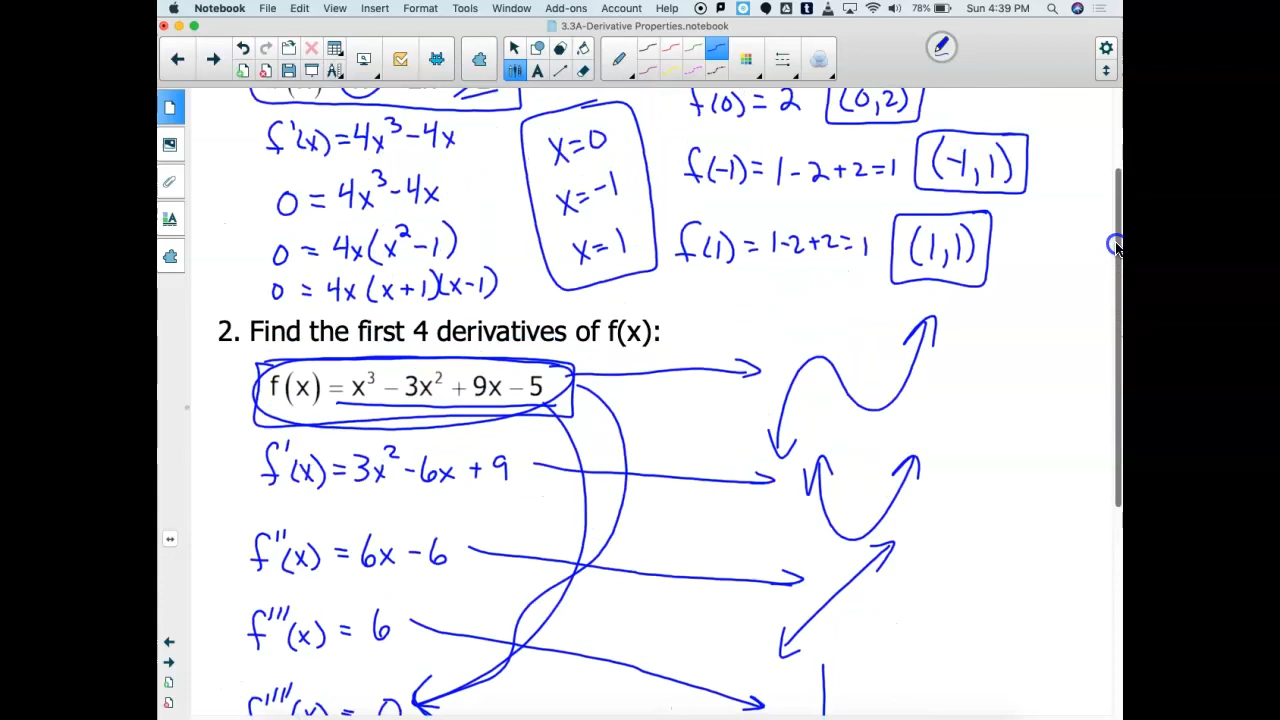 Notebook File Edit View Insert Format Tools Window Add-ons Account Help 78% Sun 4:39 PM
3.3A-Derivative Properties.notebook
f(0) = 2 (0,2)
f'(x) = 4x³ - 4x
x=0
f(-1) = 1 - 2 + 2 = 1 (-1,1)
0 = 4x³ - 4x
x = -1
0 = 4x(x² - 1)
x = 1
f(1) = 1 - 2 + 2 = 1 (1,1)
0 = 4x(x+1)(x-1)
2. Find the first 4 derivatives of f(x):
f(x) = x³ - 3x² + 9x - 5
f'(x) = 3x² - 6x + 9
f''(x) = 6x - 6
f'''(x) = 6
f''''(x) = 0